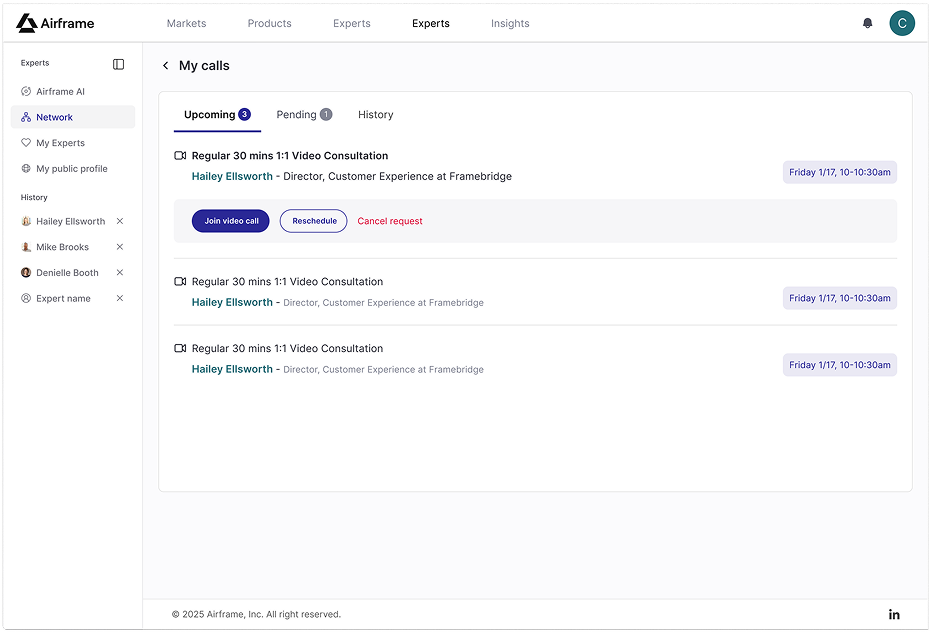 Airframe
Markets Products Experts Experts Insights
C
Experts
Airframe AI
Network
My Experts
My public profile
History
Hailey Ellsworth
Mike Brooks
Denielle Booth
Expert name
My calls
Upcoming 3 Pending 1 History
Regular 30 mins 1:1 Video Consultation
Hailey Ellsworth - Director, Customer Experience at Framebridge
Friday 1/17, 10-10:30am
Join video call Reschedule Cancel request
Regular 30 mins 1:1 Video Consultation
Hailey Ellsworth - Director, Customer Experience at Framebridge
Friday 1/17, 10-10:30am
Regular 30 mins 1:1 Video Consultation
Hailey Ellsworth - Director, Customer Experience at Framebridge
Friday 1/17, 10-10:30am
© 2025 Airframe, Inc. All right reserved.
in